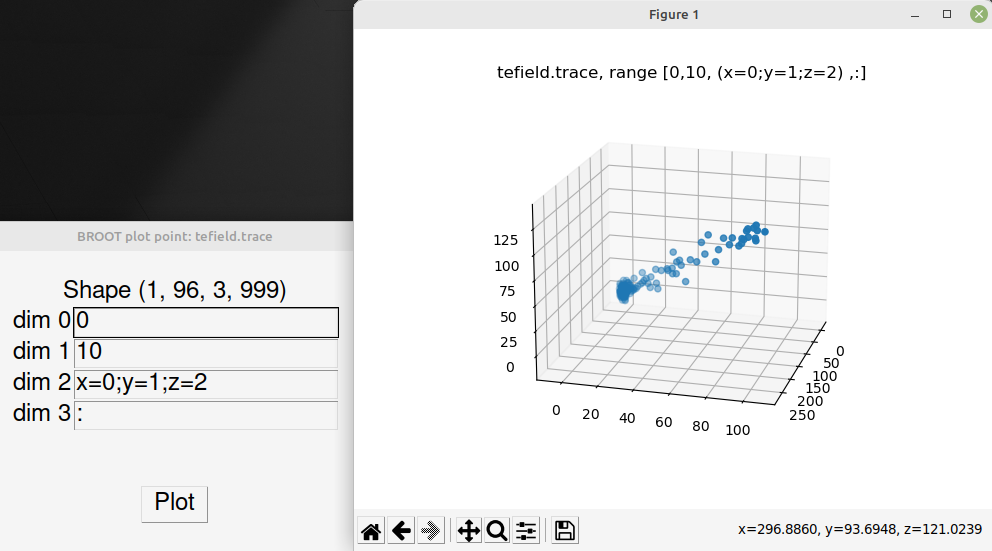 Figure 1
tefield.trace, range [0,10, (x=0;y=1;z=2) ,:]
125
100
75
50
25
0
0
20
40
60
80
100
0
50
100
150
200
250
x=296.8860, y=93.6948, z=121.0239
BROOT plot point: tefield.trace
Shape (1, 96, 3, 999)
dim 0 0
dim 1 10
dim 2 x=0;y=1;z=2
dim 3 :
Plot